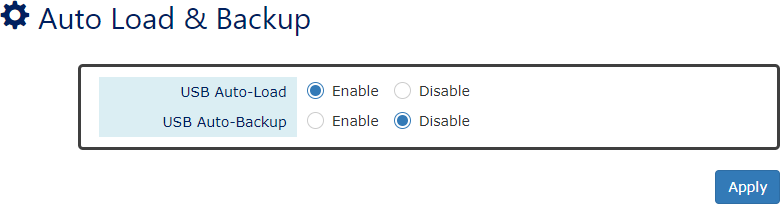 Auto Load & Backup
USB Auto-Load Enable Disable
USB Auto-Backup Enable Disable
Apply